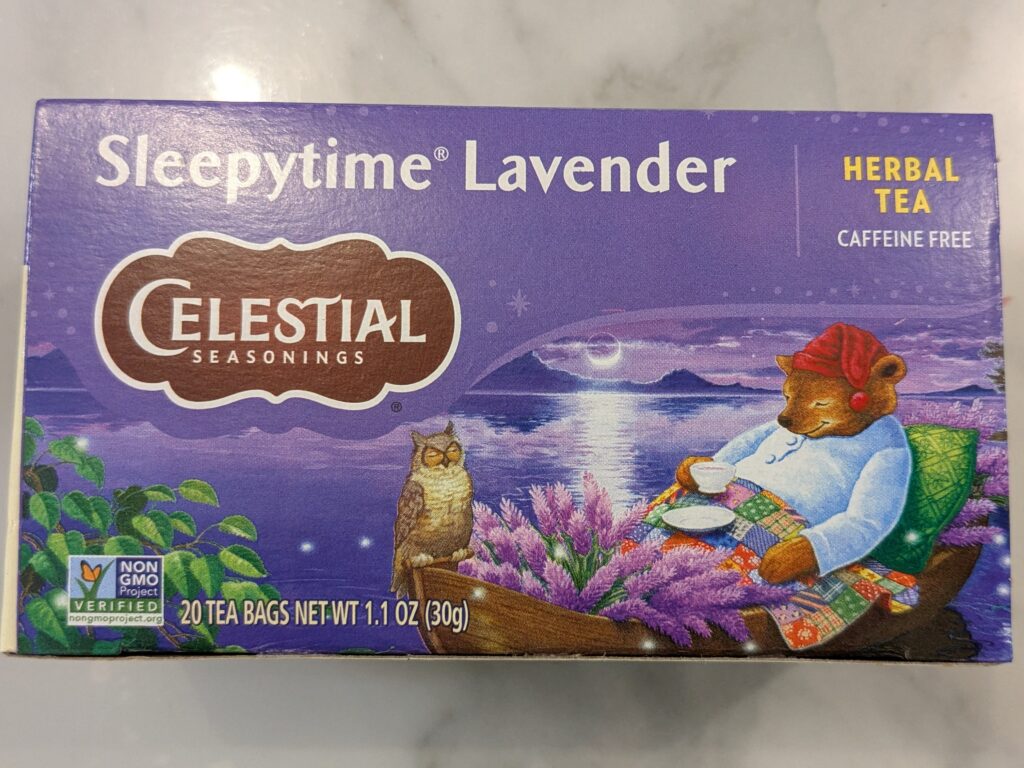 Sleepytime® Lavender
HERBAL
TEA
CAFFEINE FREE
CELESTIAL
SEASONINGS
®
NON
GMO
Project
VERIFIED
nongmoproject.org
20 TEA BAGS NET WT 1.1 OZ (30g)